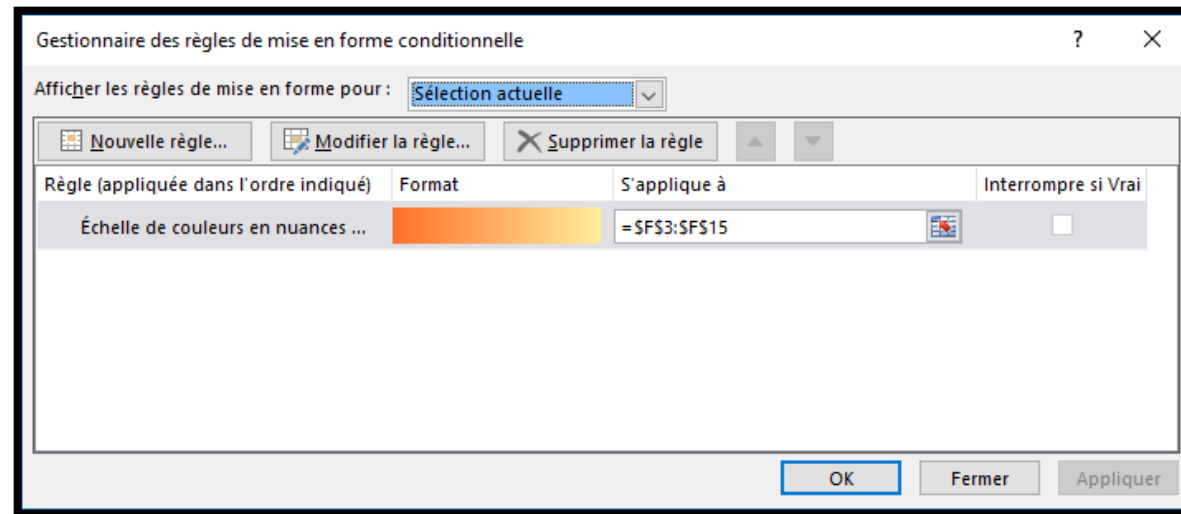 Gestionnaire des règles de mise en forme conditionnelle ?
Afficher les règles de mise en forme pour : Sélection actuelle
Nouvelle règle... Modifier la règle... Supprimer la règle
Règle (appliquée dans l'ordre indiqué) Format S'applique à Interrompre si Vrai
Échelle de couleurs en nuances ... =$F$3:$F$15
OK Fermer Appliquer